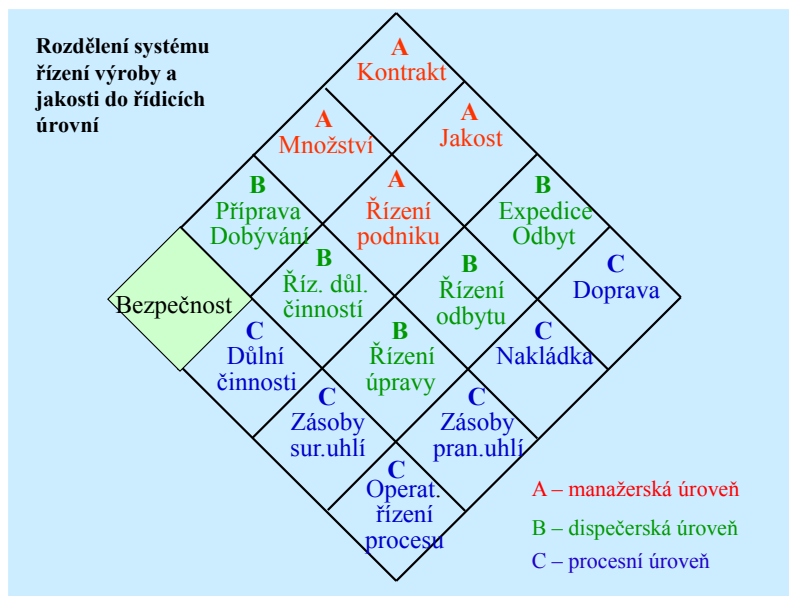 Rozdělení systému
řízení výroby a
jakosti do řídicích
úrovní
A
Kontrakt
A
Množství
A
Jakost
B
Příprava
Dobývání
A
Řízení
podniku
B
Expedice
Odbyt
Bezpečnost
B
Říz. důl.
činností
B
Řízení
odbytu
C
Doprava
C
Důlní
činnosti
B
Řízení
úpravy
C
Nakládka
C
Zásoby
sur.uhlí
C
Zásoby
pran.uhlí
C
Operat.
řízení
procesu
A – manažerská úroveň
B – dispečerská úroveň
C – procesní úroveň